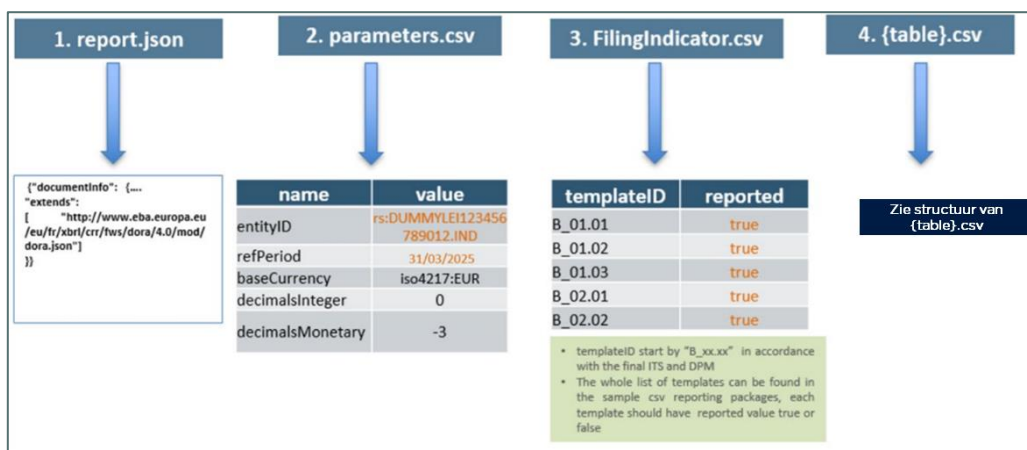 1. report.json
2. parameters.csv
3. FilingIndicator.csv
4. {table}.csv
{"documentInfo": {....
"extends":
[ "http://www.eba.europa.eu
/eu/fr/xbrl/crr/fws/dora/4.0/mod/
dora.json"]
}}
name value
entityID rs:DUMMYLEI123456
789012.IND
refPeriod 31/03/2025
baseCurrency iso4217:EUR
decimalsInteger 0
decimalsMonetary -3
templateID reported
B_01.01 true
B_01.02 true
B_01.03 true
B_02.01 true
B_02.02 true
• templateID start by "B_xx.xx" in accordance
with the final ITS and DPM
• The whole list of templates can be found in
the sample csv reporting packages, each
template should have reported value true or
false
Zie structuur van
{table}.csv